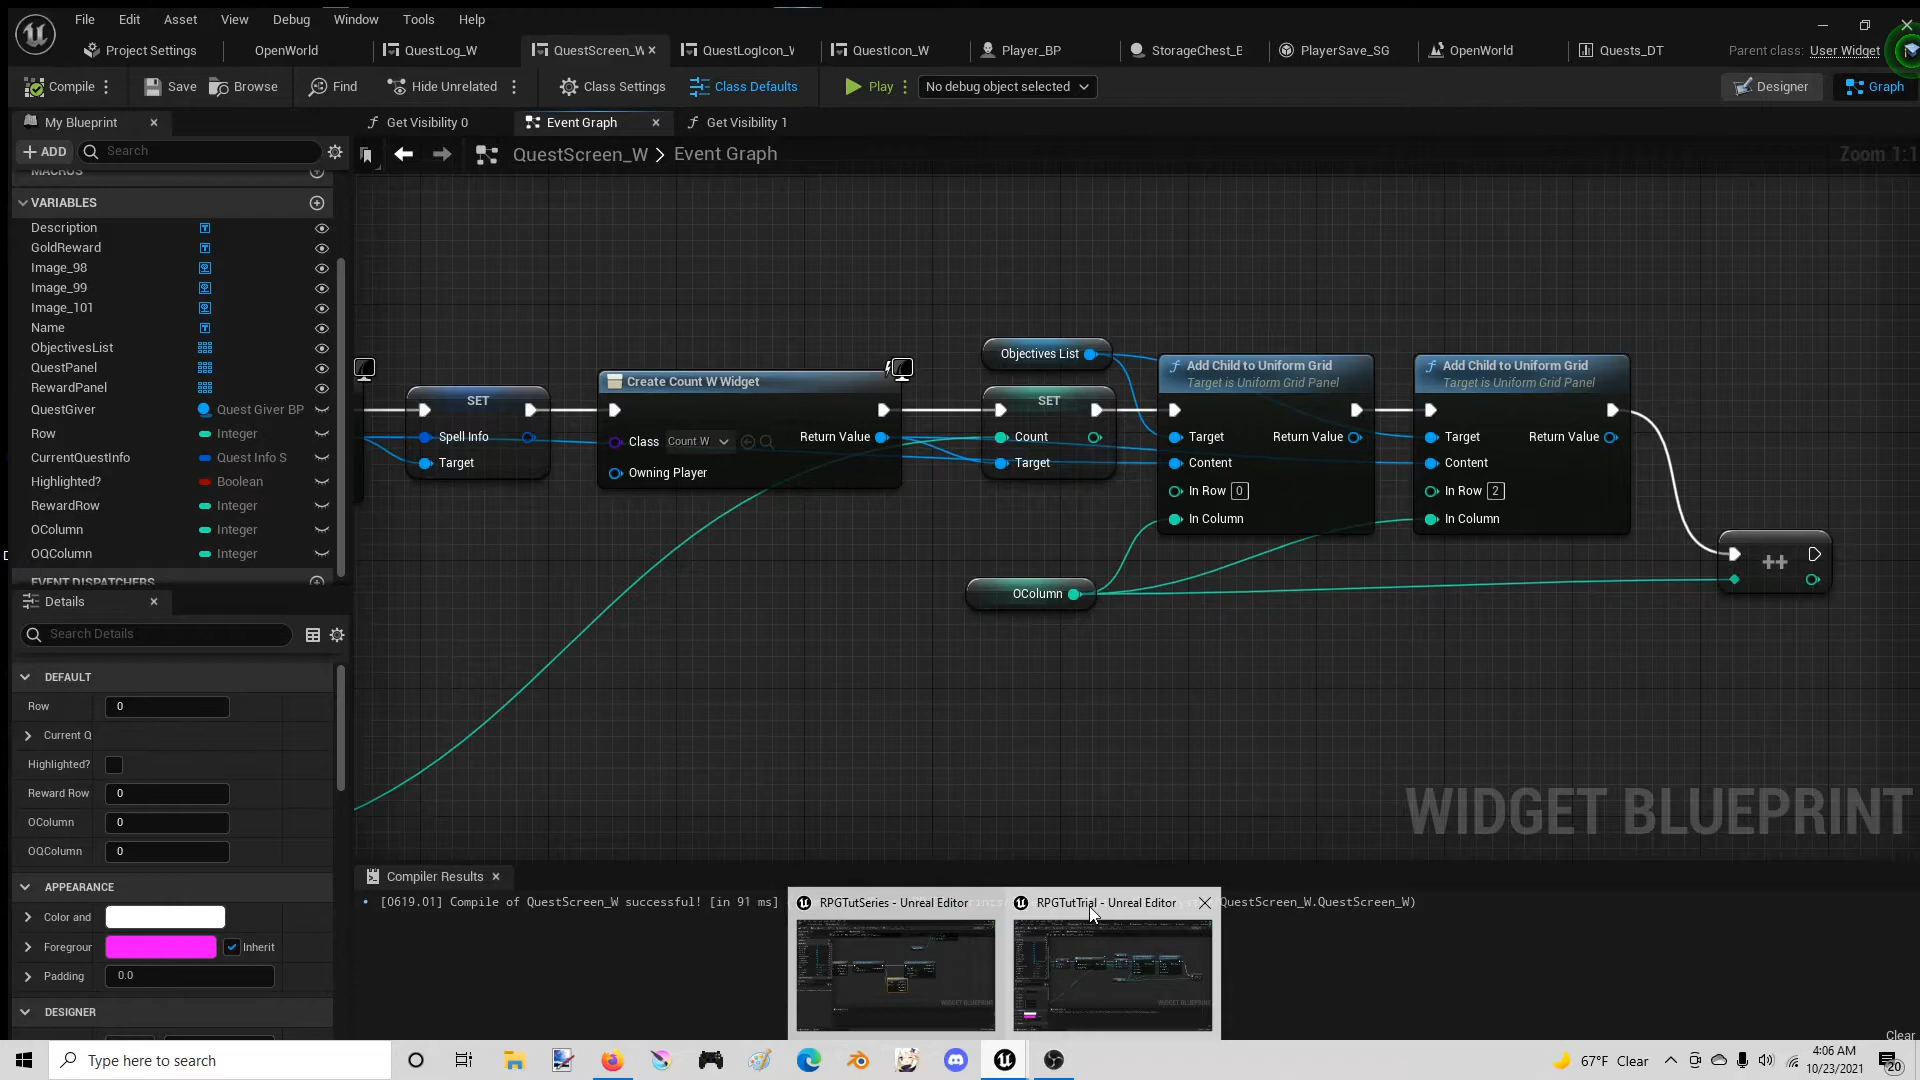 File Edit Asset View Debug Window Tools Help
Project Settings OpenWorld QuestLog_W QuestScreen_W QuestLogIcon_V QuestIcon_W Player_BP StorageChest_E PlayerSave_SG OpenWorld Quests_DT Parent class: User Widget
Compile Save Browse Find Hide Unrelated Class Settings Class Defaults Play No debug object selected Designer Graph
My Blueprint Get Visibility 0 Event Graph Get Visibility 1
ADD Search QuestScreen_W > Event Graph Zoom 1:1
MACROS
VARIABLES
Description
GoldReward
Image_98
Image_99
Image_101
Name
ObjectivesList
QuestPanel
RewardPanel
QuestGiver Quest Giver BP
Row Integer
CurrentQuestInfo Quest Info S
Highlighted? Boolean
RewardRow Integer
OColumn Integer
OQColumn Integer
EVENT DISPATCHERS
SET
Spell Info
Target
Create Count W Widget
Class Count W Return Value
Owning Player
Objectives List
SET
Count
Target
Add Child to Uniform Grid
Target is Uniform Grid Panel
Target Return Value
Content
In Row 0
In Column
Add Child to Uniform Grid
Target is Uniform Grid Panel
Target Return Value
Content
In Row 2
In Column
OColumn
++
WIDGET BLUEPRINT
Details
Search Details
DEFAULT
Row 0
Current Q
Highlighted?
Reward Row 0
OColumn 0
OQColumn 0
APPEARANCE
Color and
Foregrour Inherit
Padding 0.0
DESIGNER
Compiler Results
[0619.01] Compile of QuestScreen_W successful! [in 91 ms] QuestScreen_W.QuestScreen_W)
RPGTutSeries - Unreal Editor RPGTutTrial - Unreal Editor
WIDGET BLUEPRINT WIDGET BLUEPRINT
Clear
Type here to search 67°F Clear 4:06 AM
10/23/2021 20